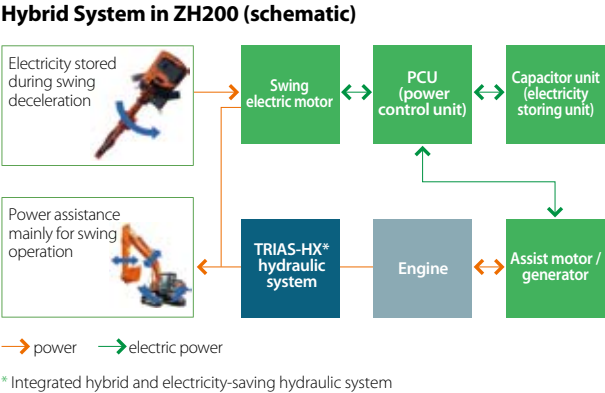 Hybrid System in ZH200 (schematic)
Electricity stored
during swing
deceleration
Swing
electric motor
PCU
(power
control unit)
Capacitor unit
(electricity
storing unit)
Power assistance
mainly for swing
operation
TRIAS-HX*
hydraulic
system
Engine
Assist motor /
generator
power
electric power
* Integrated hybrid and electricity-saving hydraulic system